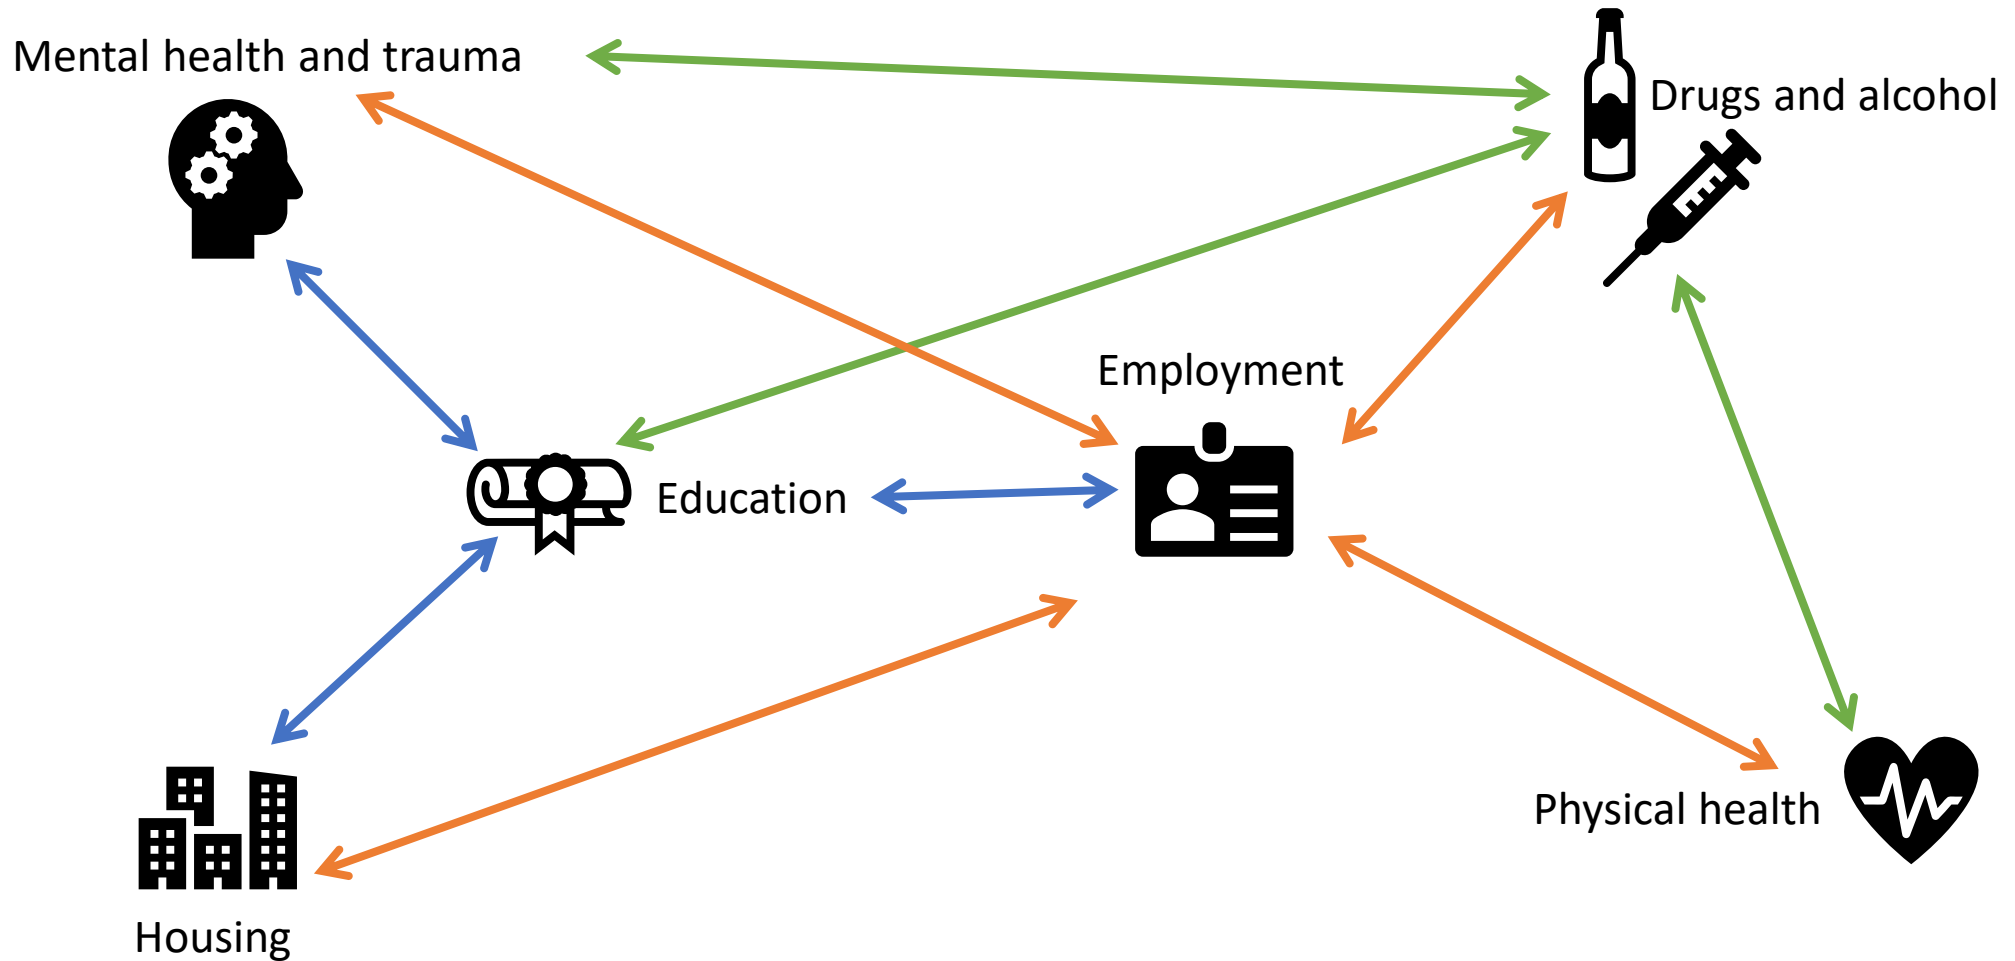 Mental health and trauma
Drugs and alcohol
Employment
Education
Physical health
Housing